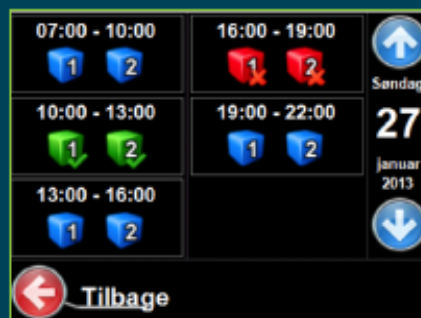 07:00 - 10:00
1 2
10:00 - 13:00
1 2
13:00 - 16:00
1 2
16:00 - 19:00
1 2
19:00 - 22:00
1 2
Søndag
27
januar
2013
Tilbage